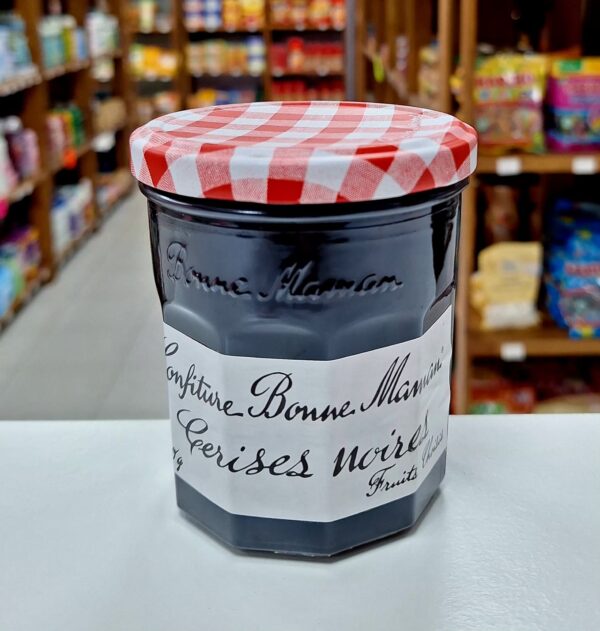 Bonne Maman
Confiture Bonne Maman
Cerises noires
g
Fruits